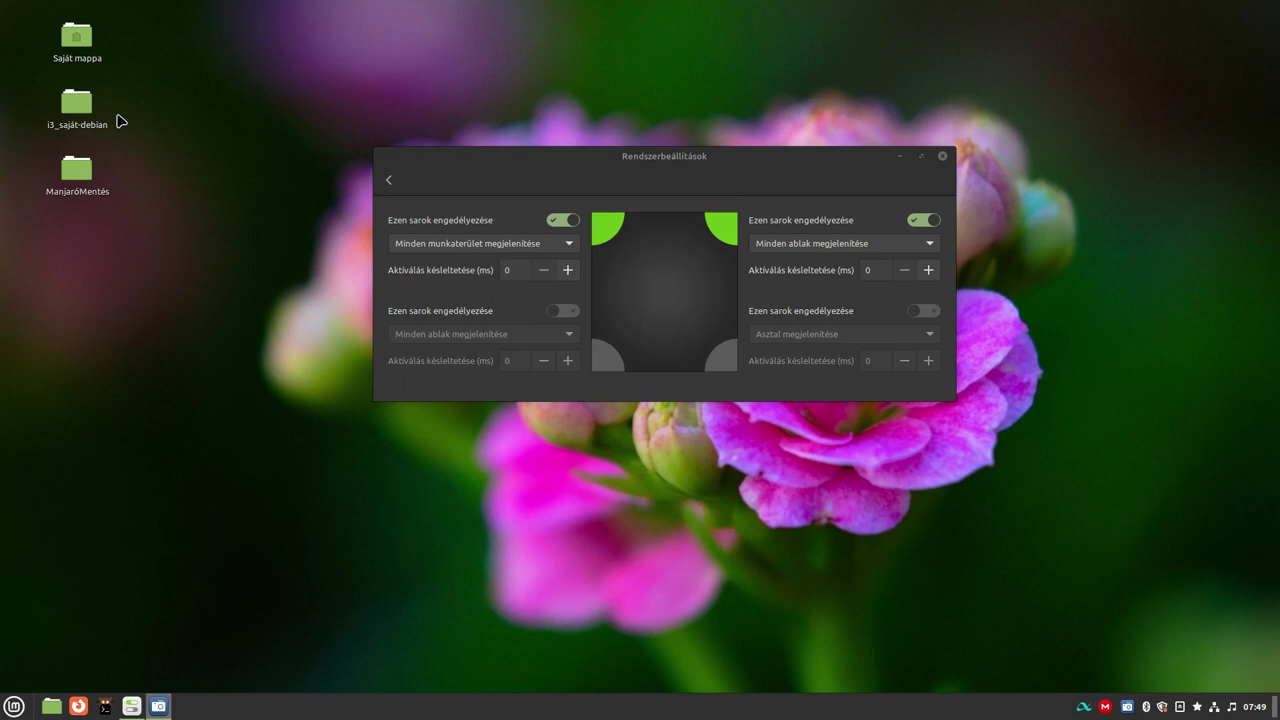 Saját mappa
i3_saját-debian
ManjaróMentés
Rendszerbeállítások
Ezen sarok engedélyezése
Minden munkaterület megjelenítése
Aktiválás késleltetése (ms) 0
Ezen sarok engedélyezése
Minden ablak megjelenítése
Aktiválás késleltetése (ms) 0
Ezen sarok engedélyezése
Minden ablak megjelenítése
Aktiválás késleltetése (ms) 0
Ezen sarok engedélyezése
Asztal megjelenítése
Aktiválás késleltetése (ms) 0
07:49